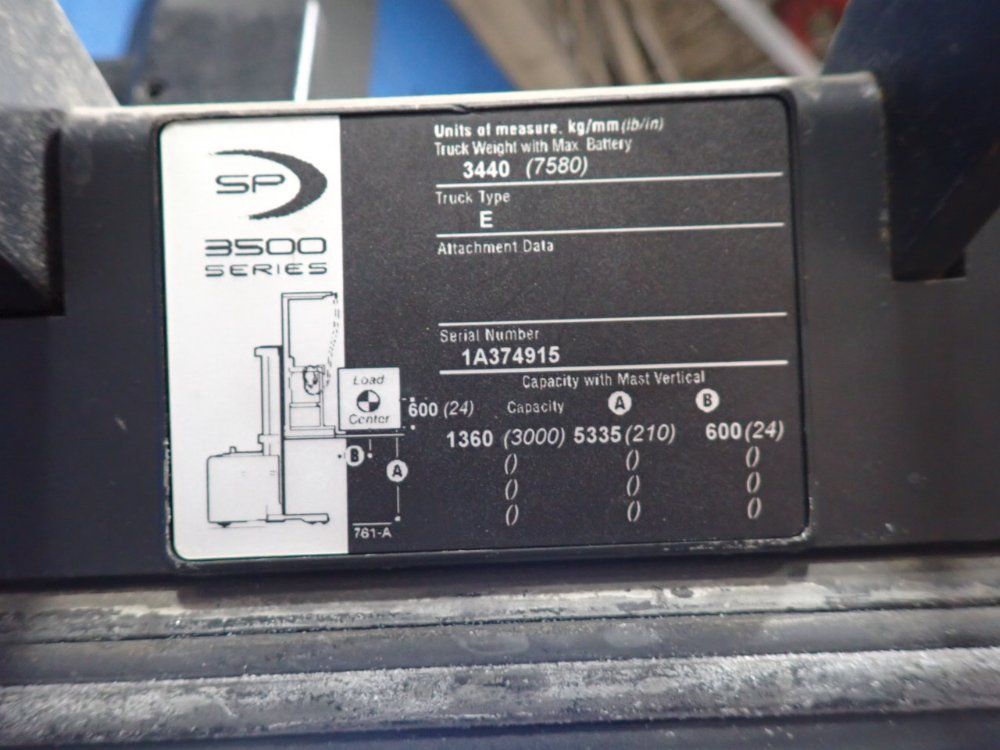 SP
3500
SERIES
Units of measure, kg/mm (lb/in)
Truck Weight with Max. Battery
3440 (7580)
Truck Type
E
Attachment Data
Serial Number
1A374915
Capacity with Mast Vertical
Load
Center
600 (24) Capacity A B
1360 (3000) 5335 (210) 600 (24)
() () ()
() () ()
() () ()
B
A
761-A